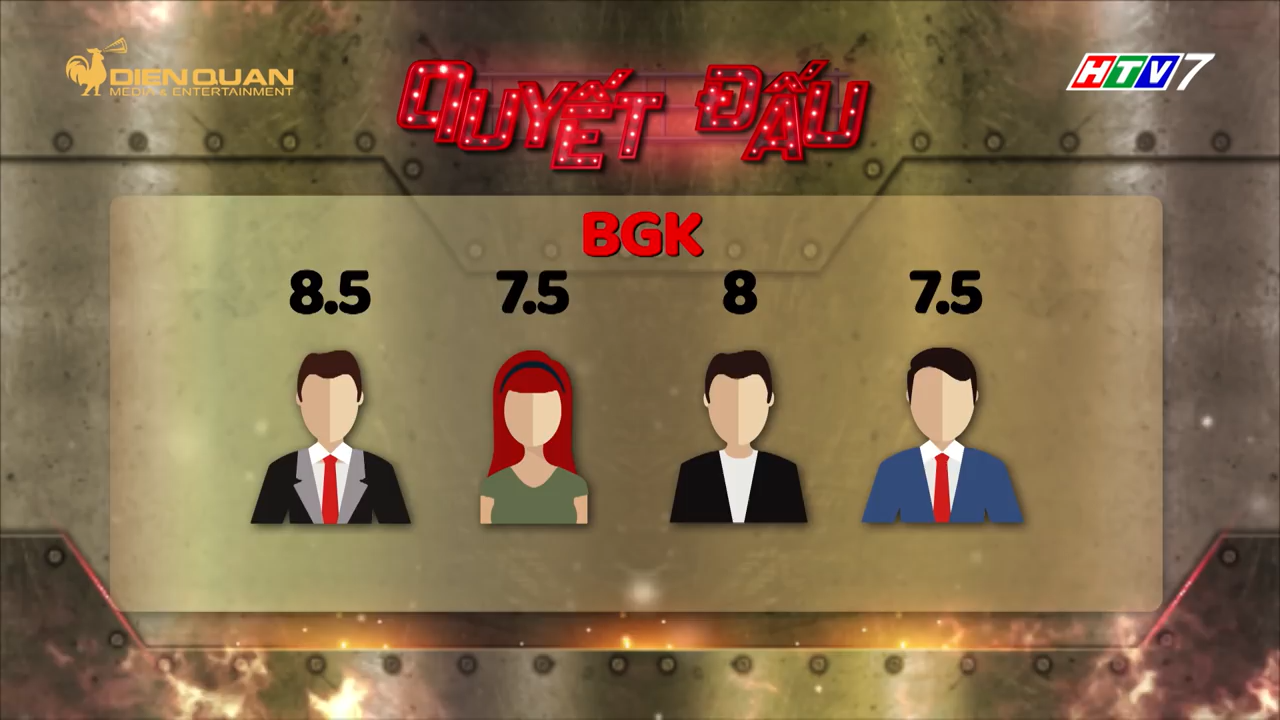 DIEN QUAN
MEDIA & ENTERTAINMENT
QUYẾT ĐẤU
HTV7
BGK
8.5 7.5 8 7.5